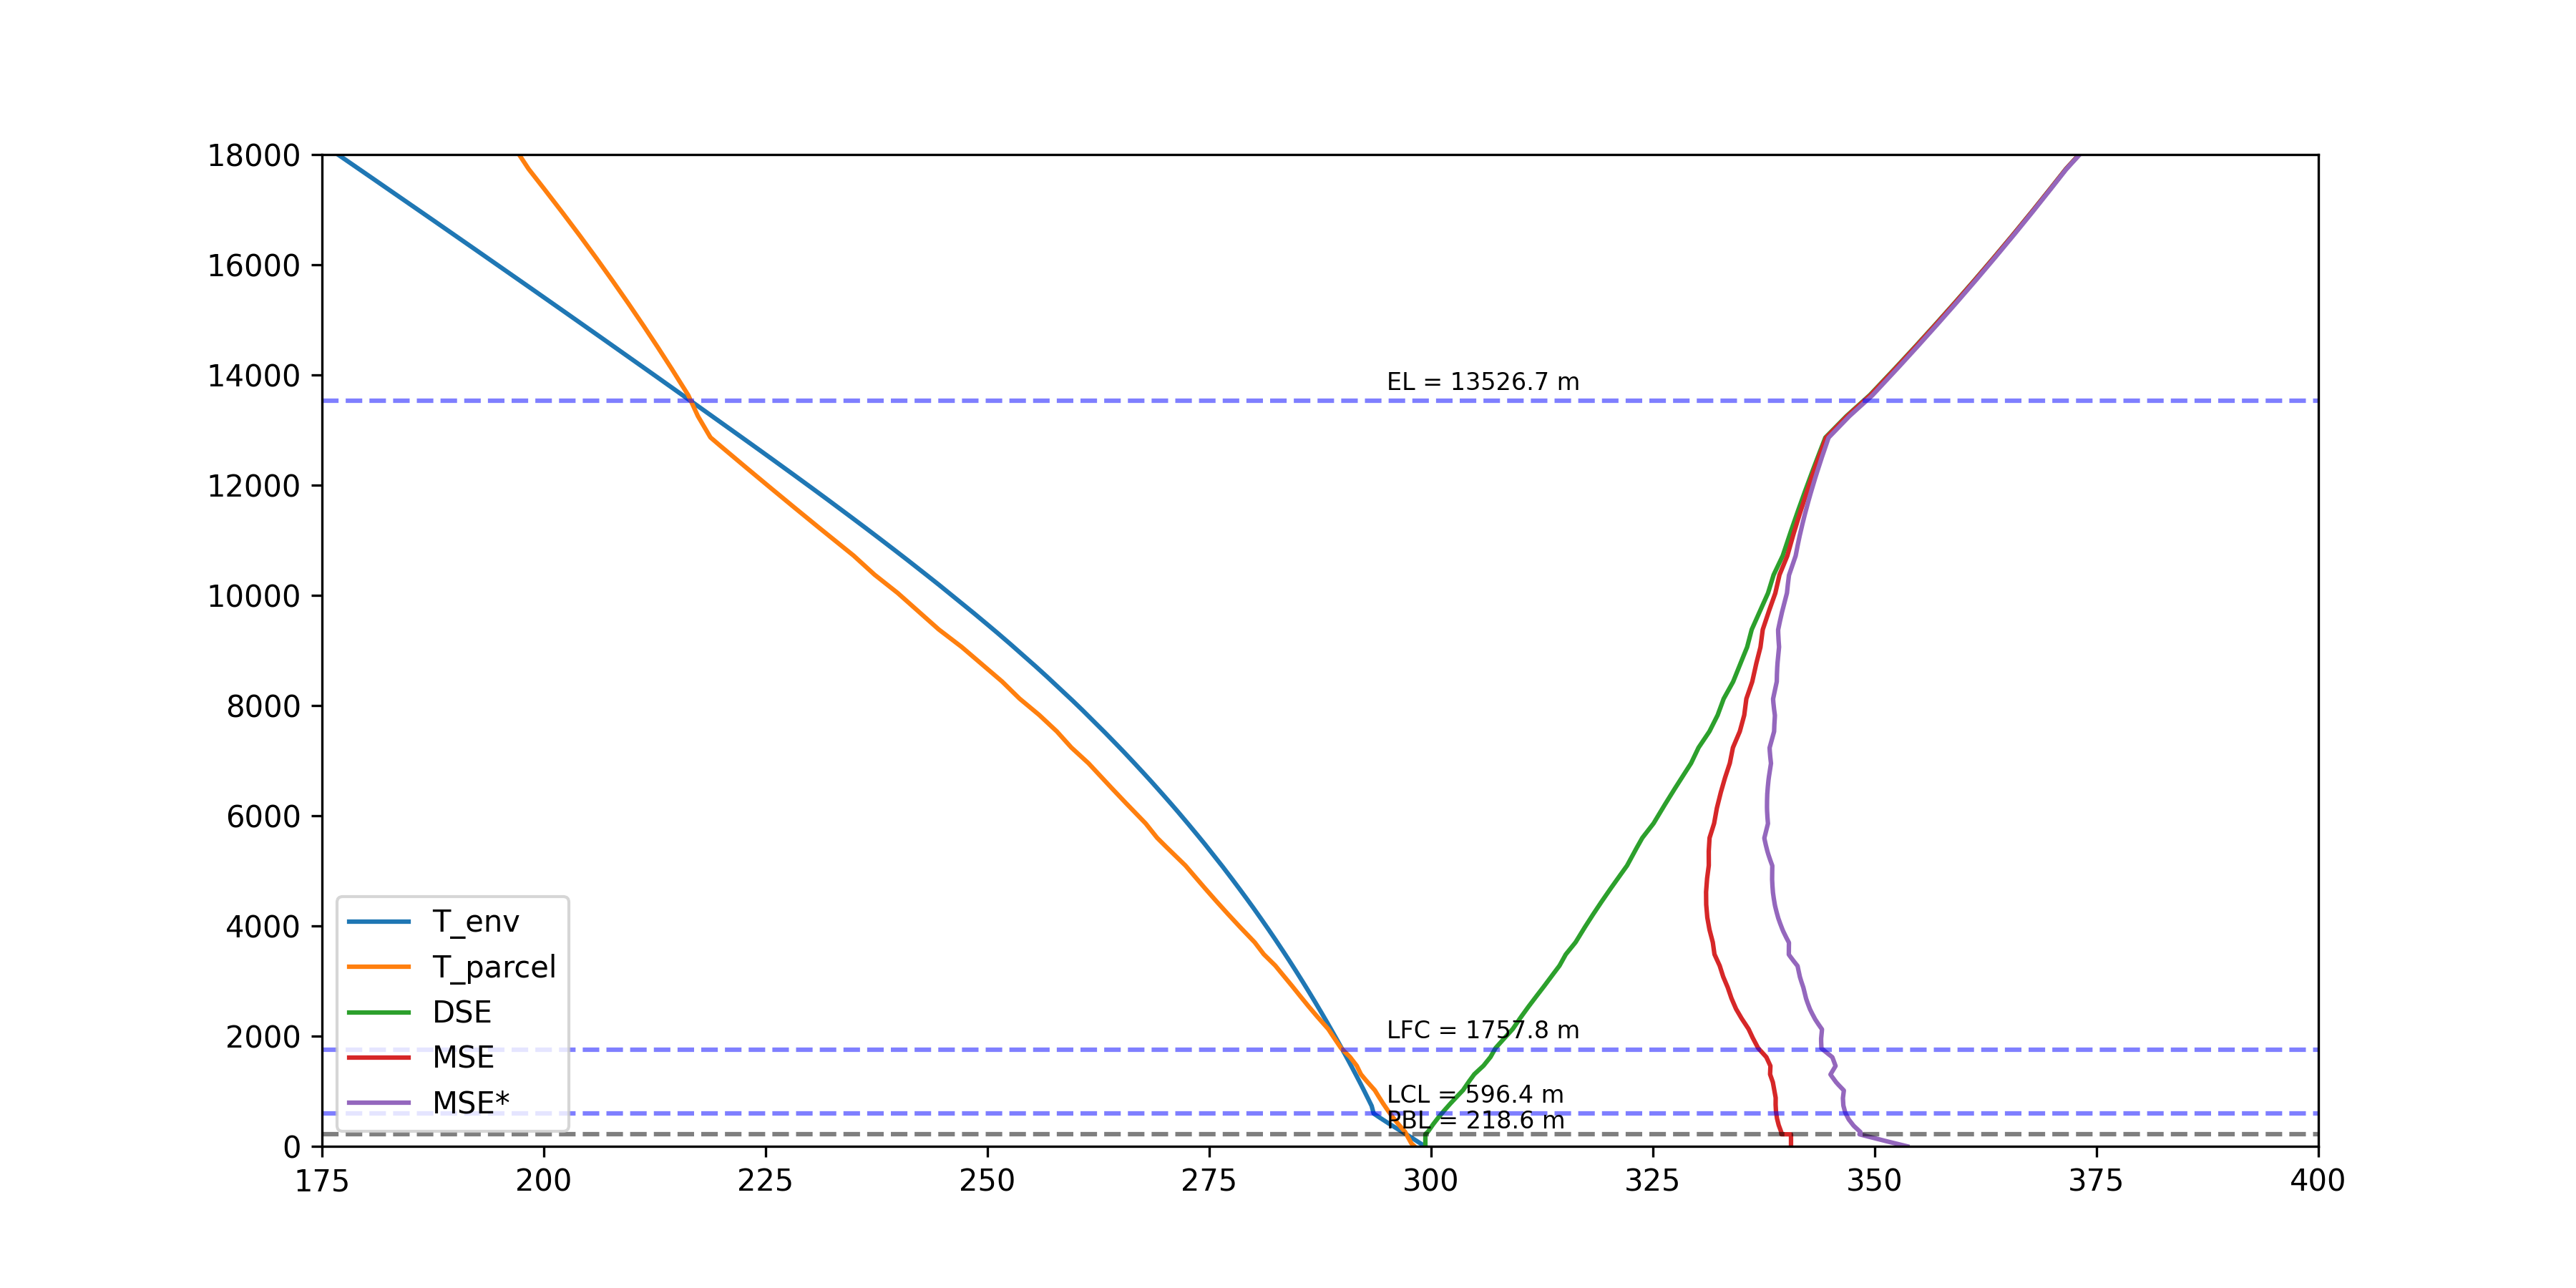 18000
16000
14000
12000
10000
8000
6000
4000
2000
0
EL = 13526.7 m
LFC = 1757.8 m
LCL = 596.4 m
PBL = 218.6 m
T_env
T_parcel
DSE
MSE
MSE*
175 200 225 250 275 300 325 350 375 400